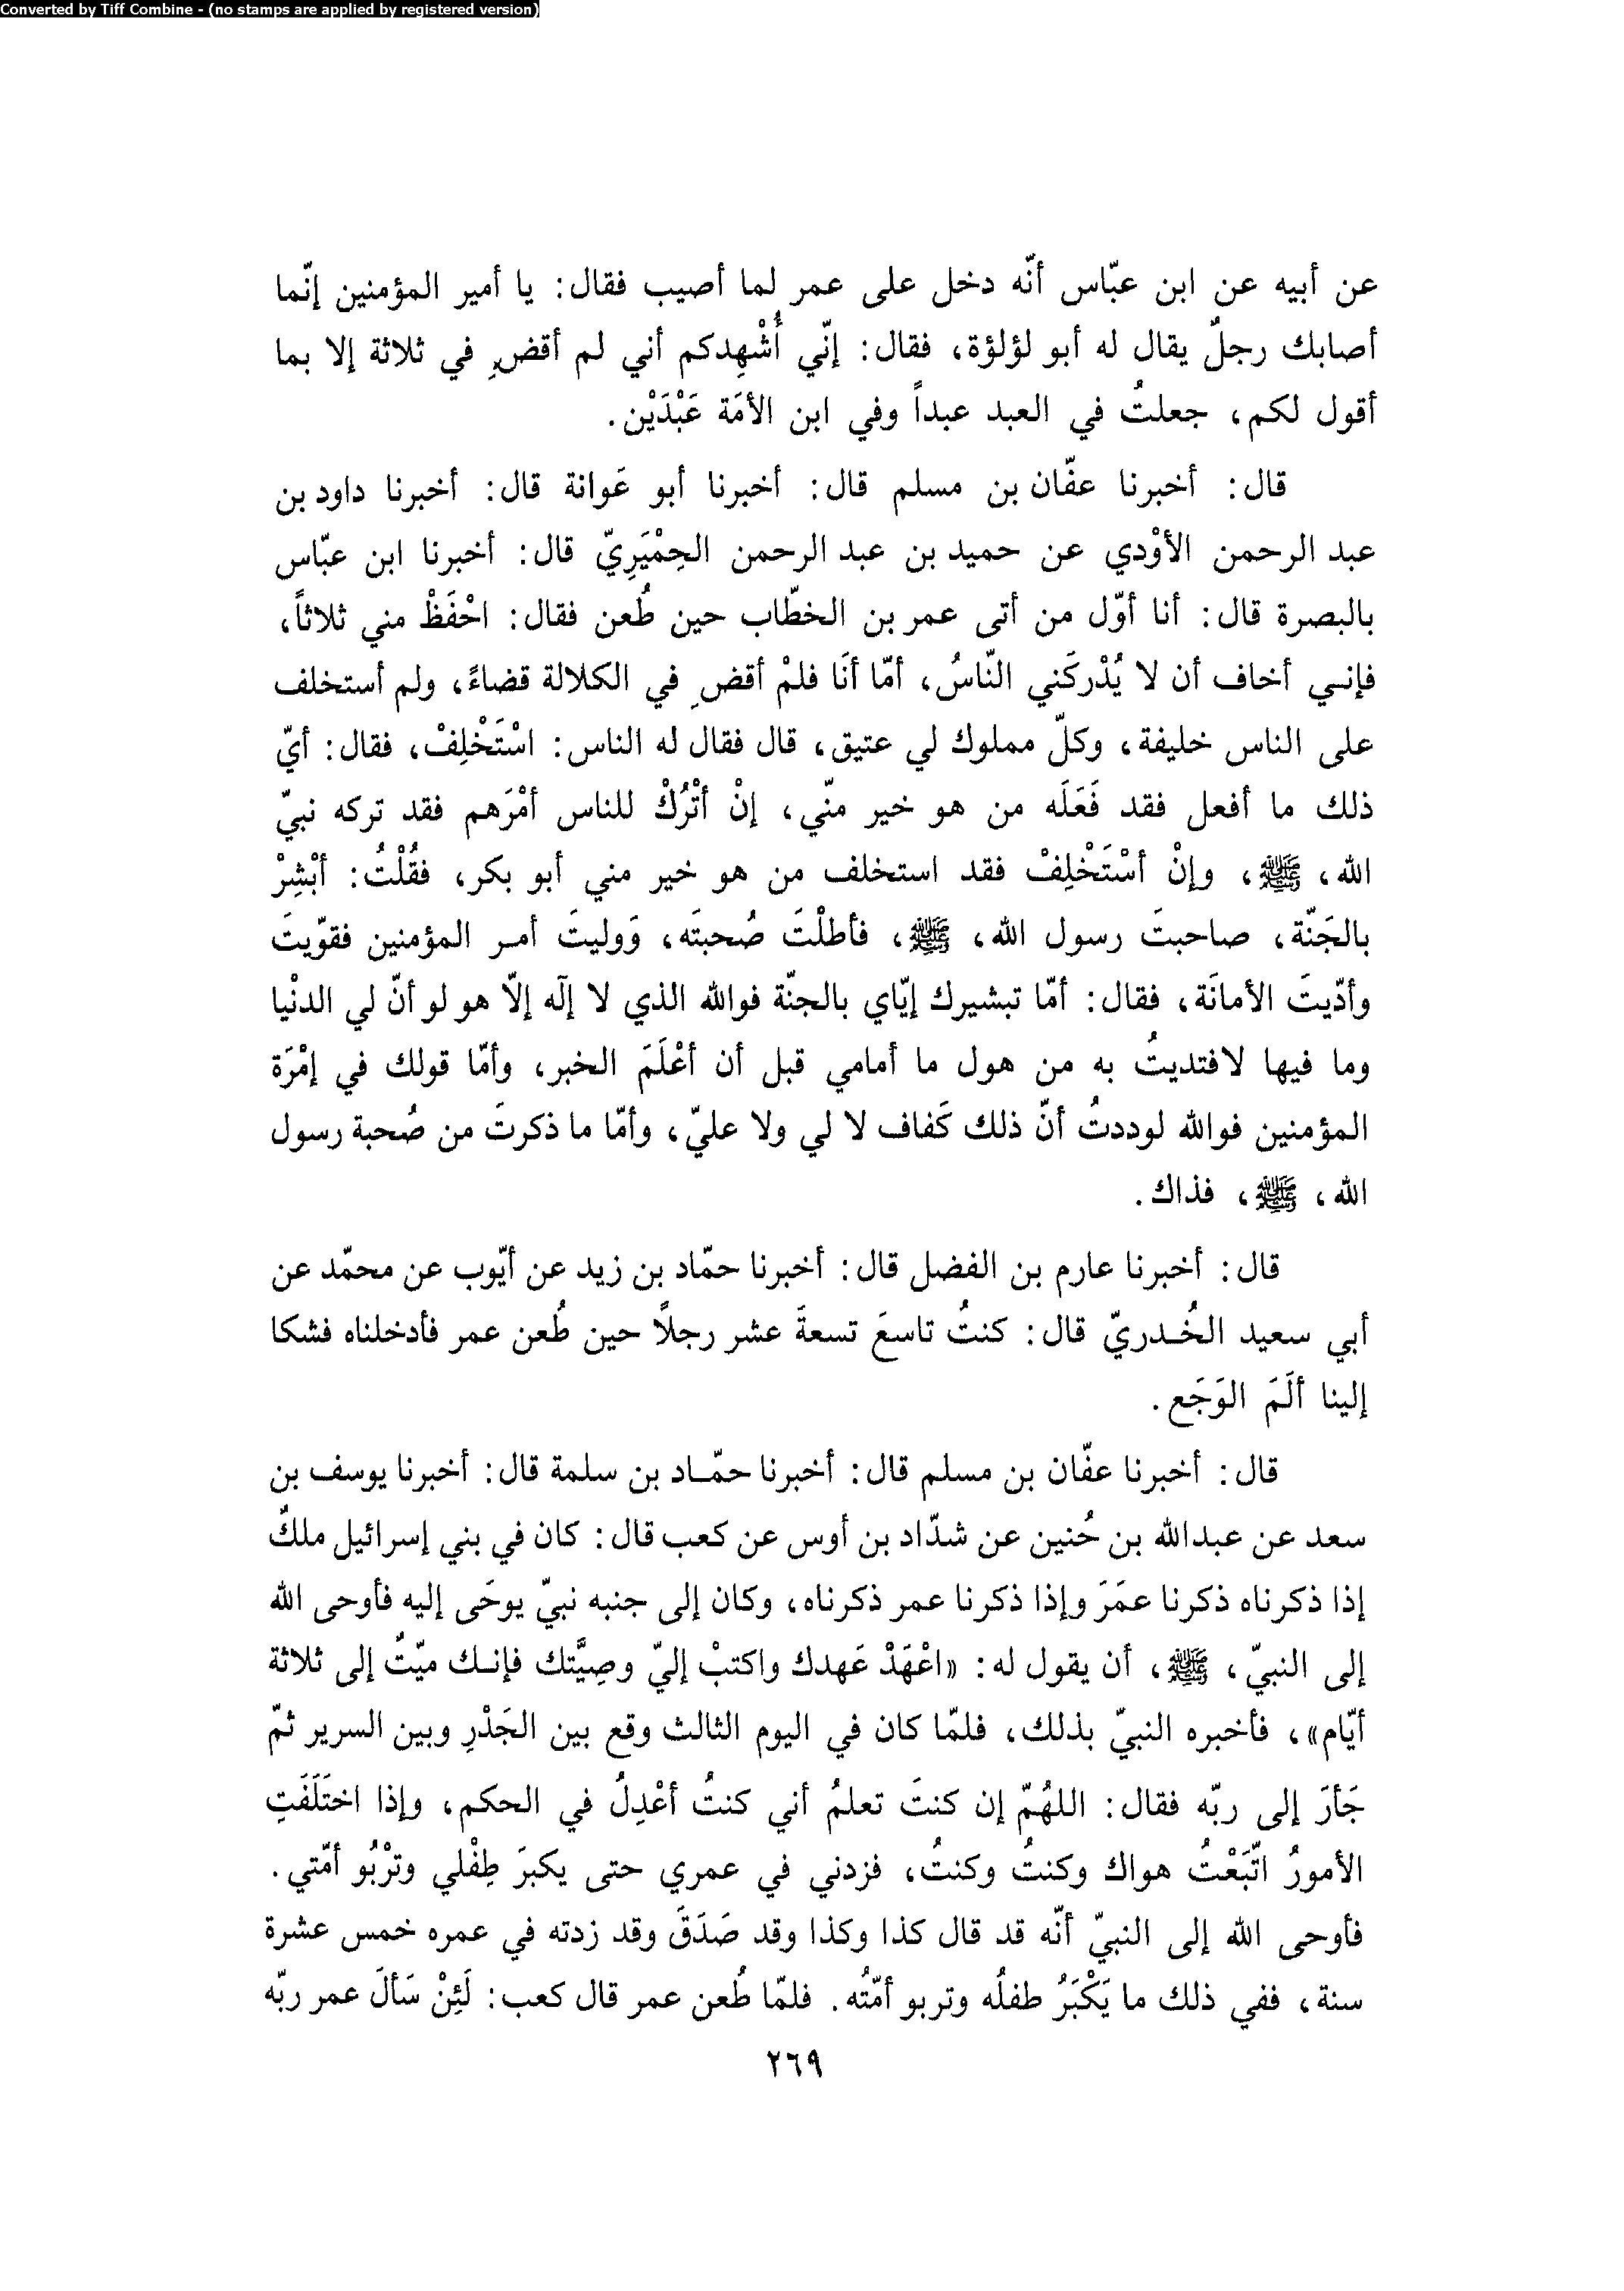 Converted by Tiff Combine - (no stamps are applied by registered version)
عن أبيه عن ابن عبّاس أنّه دخل على عمر لما أصيب فقال: يا أمير المؤمنين إنّما
أصابك رجلٌ يقال له أبو لؤلؤة، فقال: إنّي أُشْهِدكم أني لم أقضِ في ثلاثة إلا بما
أقول لكم، جعلتُ في العبد عبداً وفي ابن الأمَة عَبْدَيْن.
قال: أخبرنا عفّان بن مسلم قال: أخبرنا أبو عَوانة قال: أخبرنا داود بن
عبد الرحمن الأوْدي عن حميد بن عبد الرحمن الحِمْيَرِيّ قال: أخبرنا ابن عبّاس
بالبصرة قال: أنا أوّل من أتى عمر بن الخطّاب حين طُعن فقال: احْفَظْ مني ثلاثاً،
فإنـي أخاف أن لا يُدْركَني النّاسُ، أمّا أنَا فلمْ أقضِ في الكلالة قضاءً، ولم أستخلف
على الناس خليفة، وكلّ مملوك لي عتيق، قال فقال له الناس: اسْتَخْلِفْ، فقال: أيّ
ذلك ما أفعل فقد فَعَلَه من هو خير منّي، إنْ أتْرُكْ للناس أمْرَهم فقد تركه نبيّ
الله، ﷺ، وإنْ أسْتَخْلِفْ فقد استخلف من هو خير مني أبو بكر، فقُلْتُ: أبْشِرْ
بالجَنّة، صاحبتَ رسول الله، ﷺ، فأطلْتَ صُحبتَه، وَوليتَ أمـر المؤمنين فقوّيتَ
وأدّيتَ الأمانَة، فقال: أمّا تبشيرك إيّاي بالجنّة فوالله الذي لا إلَه إلاّ هو لو أنّ لي الدنْيا
وما فيها لافتديتُ به من هول ما أمامي قبل أن أعْلَمَ الخبر، وأمّا قولك في إمْرَة
المؤمنين فوالله لوددتُ أنّ ذلك كَفاف لا لي ولا عليّ، وأمّا ما ذكرتَ من صُحبة رسول
الله، ﷺ، فذاك.
قال: أخبرنا عارم بن الفضل قال: أخبرنا حمّاد بن زيد عن أيّوب عن محمّد عن
أبي سعيد الخُـدريّ قال: كنتُ تاسعَ تسعةَ عشر رجلاً حين طُعن عمر فأدخلناه فشكا
إلينا ألَمَ الوَجَع.
قال: أخبرنا عفّان بن مسلم قال: أخبرنا حمّـاد بن سلمة قال: أخبرنا يوسف بن
سعد عن عبدالله بن حُنين عن شدّاد بن أوس عن كعب قال: كان في بني إسرائيل ملكٌ
إذا ذكرناه ذكرنا عمَرَ وإذا ذكرنا عمر ذكرناه، وكان إلى جنبه نبيّ يوحَى إليه فأوحى الله
إلى النبيّ، ﷺ، أن يقول له: «اعْهَدْ عَهدك واكتبْ إليّ وصِيَّتك فإنـك ميّتٌ إلى ثلاثة
أيّام»، فأخبره النبيّ بذلك، فلمّا كان في اليوم الثالث وقع بين الجَدْرِ وبين السرير ثمّ
جَأرَ إلى ربّه فقال: اللهُمّ إن كنتَ تعلمُ أني كنتُ أعْدِلُ في الحكم، وإذا اختَلَفَتِ
الأمورُ اتّبَعْتُ هواك وكنتُ وكنتُ، فزدني في عمري حتى يكبرَ طِفْلي وترْبُو أمّتي.
فأوحى الله إلى النبيّ أنّه قد قال كذا وكذا وقد صَدَقَ وقد زدته في عمره خمس عشرة
سنة، ففي ذلك ما يَكْبَرُ طفلُه وتربو أمّتُه. فلمّا طُعن عمر قال كعب: لَئِنْ سَألَ عمر ربّه
٢٦٩